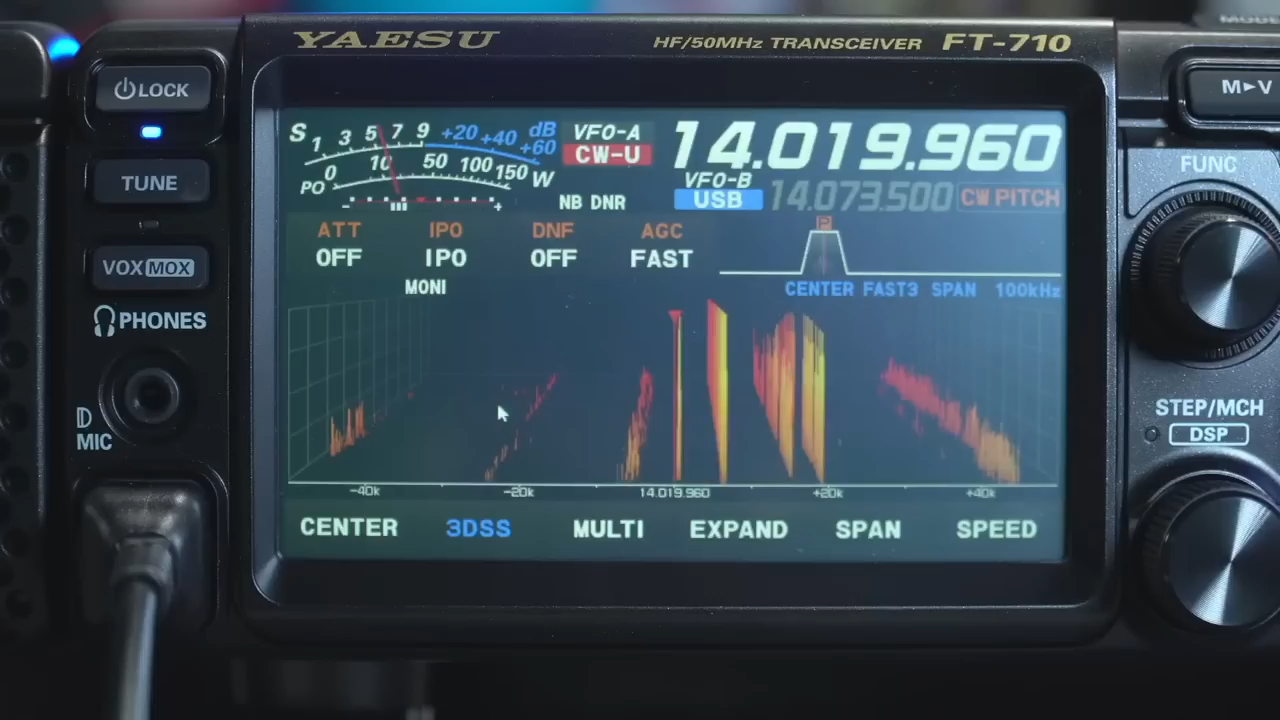 YAESU
HF/50MHz TRANSCEIVER FT-710
LOCK
TUNE
VOX MOX
PHONES
MIC
S 1 3 5 7 9 +20 +40 +60 dB
PO 0 10 50 100 150 W
- +
VFO-A
CW-U
14.019.960
VFO-B
USB
14.073.500
CW PITCH
NB DNR
ATT IPO DNF AGC
OFF IPO OFF FAST
MONI
P
CENTER FAST3 SPAN 100kHz
-40k -20k 14.019.960 +20k +40k
CENTER 3DSS MULTI EXPAND SPAN SPEED
MODE
M►V
FUNC
STEP/MCH
DSP